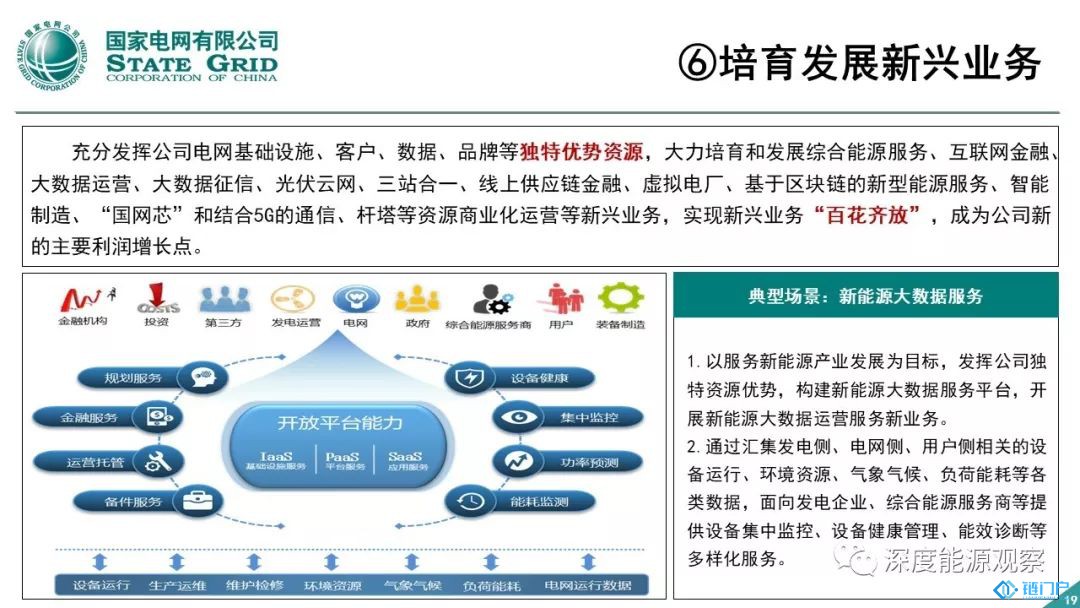 国家电网公司
STATE GRID CORPORATION OF CHINA
国家电网有限公司
STATE GRID
CORPORATION OF CHINA
⑥培育发展新兴业务
充分发挥公司电网基础设施、客户、数据、品牌等独特优势资源，大力培育和发展综合能源服务、互联网金融、
大数据运营、大数据征信、光伏云网、三站合一、线上供应链金融、虚拟电厂、基于区块链的新型能源服务、智能
制造、“国网芯”和结合5G的通信、杆塔等资源商业化运营等新兴业务，实现新兴业务“百花齐放”，成为公司新
的主要利润增长点。
COSTS
金融机构 投资 第三方 发电运营 电网 政府 综合能源服务商 用户 装备制造
规划服务
金融服务
运营托管
备件服务
开放平台能力
IaaS 基础设施服务
PaaS 平台服务
SaaS 应用服务
设备健康
集中监控
功率预测
能耗监测
设备运行 生产运维 维护检修 环境资源 气象气候 负荷能耗 电网运行数据
典型场景：新能源大数据服务
1.以服务新能源产业发展为目标，发挥公司独
特资源优势，构建新能源大数据服务平台，开
展新能源大数据运营服务新业务。
2.通过汇集发电侧、电网侧、用户侧相关的设
备运行、环境资源、气象气候、负荷能耗等各
类数据，面向发电企业、综合能源服务商等提
供设备集中监控、设备健康管理、能效诊断等
多样化服务。
深度能源观察
链门户
19